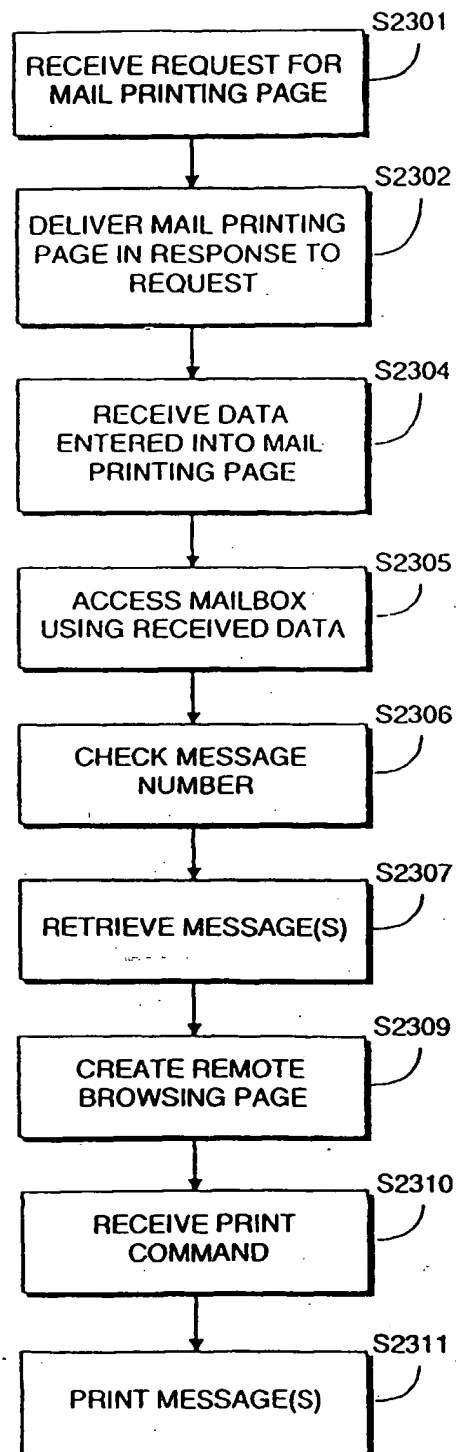 S2301
RECEIVE REQUEST FOR
MAIL PRINTING PAGE
S2302
DELIVER MAIL PRINTING
PAGE IN RESPONSE TO
REQUEST
S2304
RECEIVE DATA
ENTERED INTO MAIL
PRINTING PAGE
S2305
ACCESS MAILBOX
USING RECEIVED DATA
S2306
CHECK MESSAGE
NUMBER
S2307
RETRIEVE MESSAGE(S)
S2309
CREATE REMOTE
BROWSING PAGE
S2310
RECEIVE PRINT
COMMAND
S2311
PRINT MESSAGE(S)